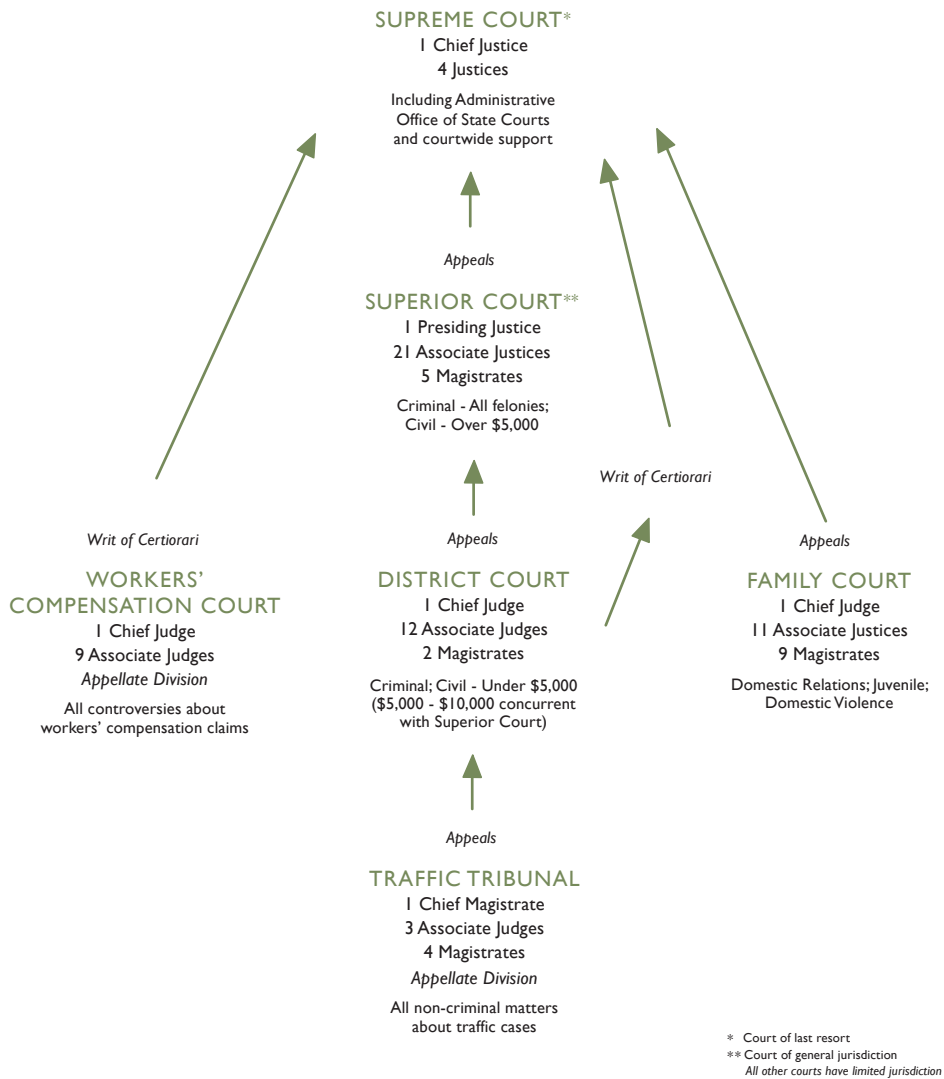 SUPREME COURT*
1 Chief Justice
4 Justices
Including Administrative
Office of State Courts
and courtwide support
Appeals
SUPERIOR COURT**
1 Presiding Justice
21 Associate Justices
5 Magistrates
Criminal - All felonies;
Civil - Over $5,000
Writ of Certiorari
Writ of Certiorari
WORKERS'
COMPENSATION COURT
1 Chief Judge
9 Associate Judges
Appellate Division
All controversies about
workers' compensation claims
Appeals
DISTRICT COURT
1 Chief Judge
12 Associate Judges
2 Magistrates
Criminal; Civil - Under $5,000
($5,000 - $10,000 concurrent
with Superior Court)
Appeals
FAMILY COURT
1 Chief Judge
11 Associate Justices
9 Magistrates
Domestic Relations; Juvenile;
Domestic Violence
Appeals
TRAFFIC TRIBUNAL
1 Chief Magistrate
3 Associate Judges
4 Magistrates
Appellate Division
All non-criminal matters
about traffic cases
* Court of last resort
** Court of general jurisdiction
All other courts have limited jurisdiction